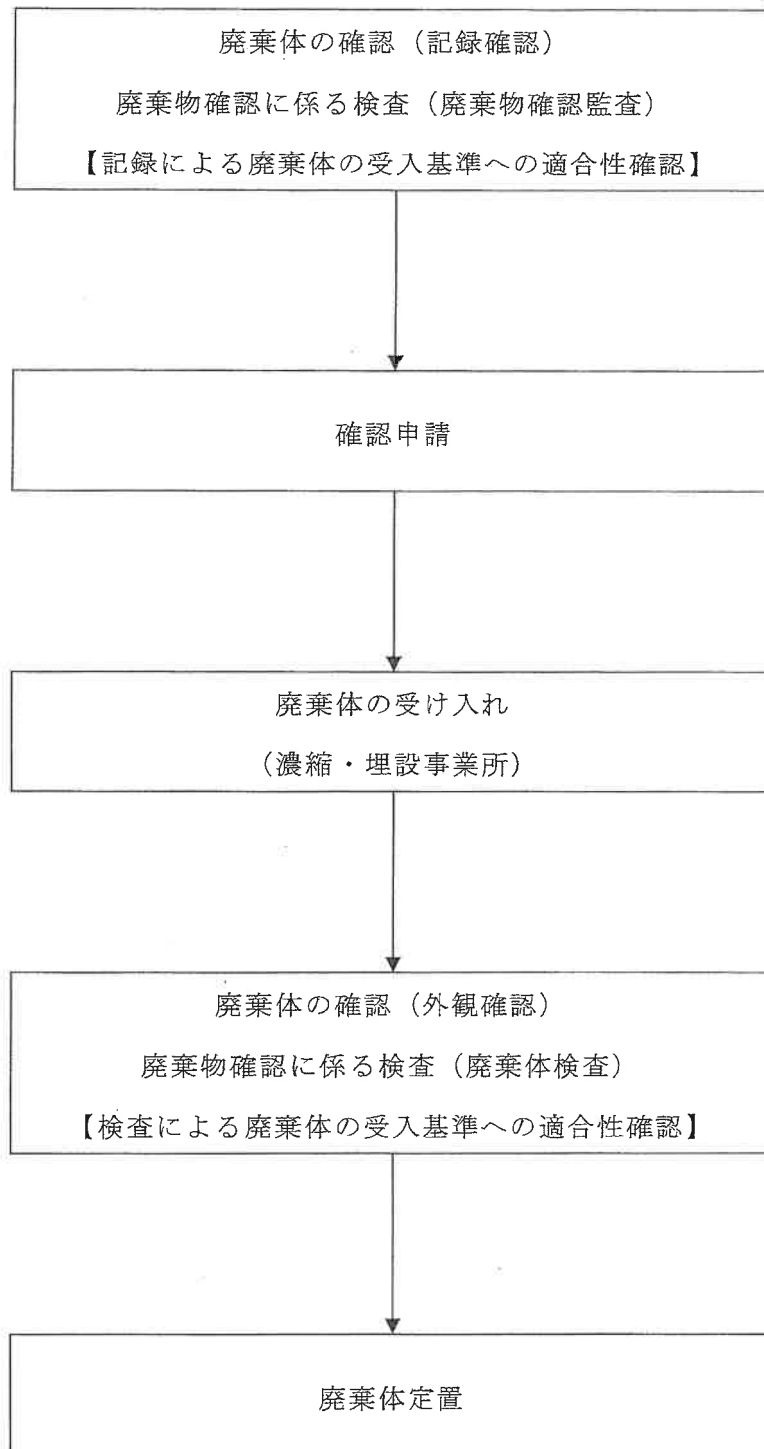 廃棄体の確認（記録確認）
廃棄物確認に係る検査（廃棄物確認監査）
【記録による廃棄体の受入基準への適合性確認】
確認申請
廃棄体の受け入れ
（濃縮・埋設事業所）
廃棄体の確認（外観確認）
廃棄物確認に係る検査（廃棄体検査）
【検査による廃棄体の受入基準への適合性確認】
廃棄体定置